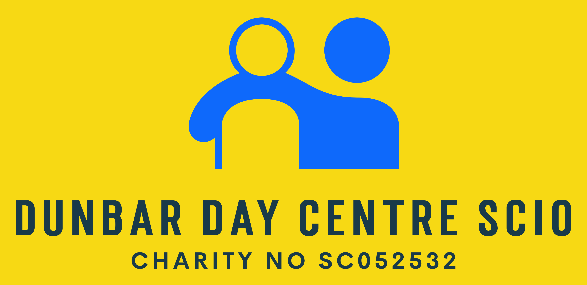 DUNBAR DAY CENTRE SCIO
CHARITY NO SC052532